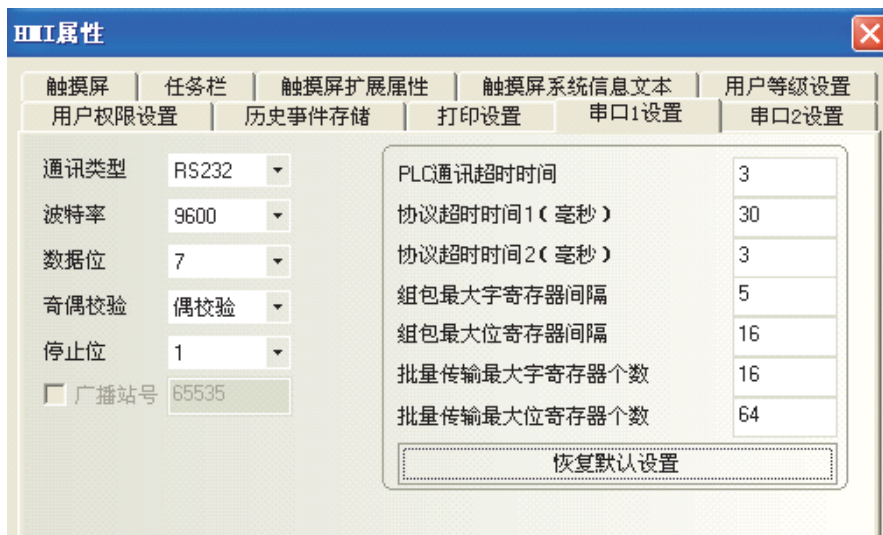 HMI属性
触摸屏 任务栏 触摸屏扩展属性 触摸屏系统信息文本 用户等级设置
用户权限设置 历史事件存储 打印设置 串口1设置 串口2设置
通讯类型 RS232
波特率 9600
数据位 7
奇偶校验 偶校验
停止位 1
广播站号 65535
PLC通讯超时时间 3
协议超时时间1(毫秒) 30
协议超时时间2(毫秒) 3
组包最大字寄存器间隔 5
组包最大位寄存器间隔 16
批量传输最大字寄存器个数 16
批量传输最大位寄存器个数 64
恢复默认设置